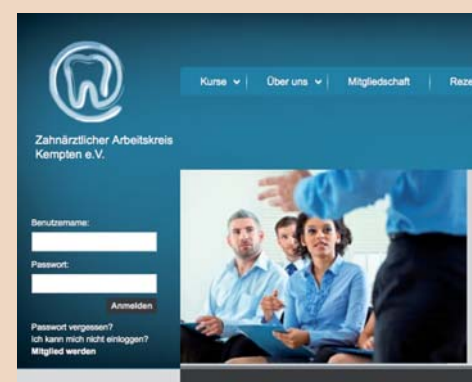 Kurse
Über uns
Mitgliedschaft
Reze
Zahnärztlicher Arbeitskreis
Kempten e.V.
Benutzername:
Passwort:
Anmelden
Passwort vergessen?
Ich kann mich nicht einloggen?
Mitglied werden